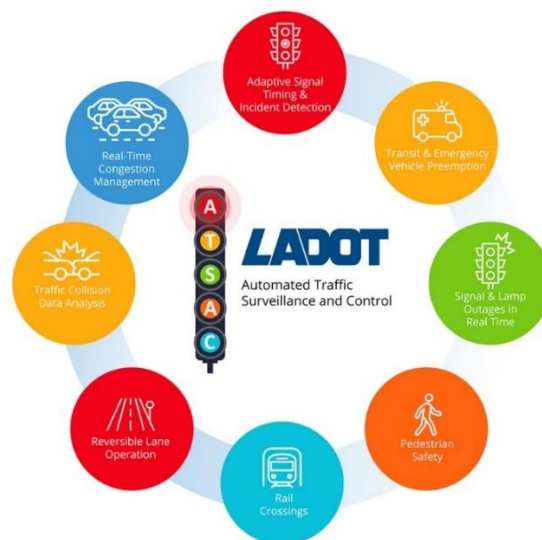 Adaptive Signal
Timing &
Incident Detection
Transit & Emergency
Vehicle Preemption
Signal & Lamp
Outages in
Real Time
Pedestrian
Safety
Rail
Crossings
Reversible Lane
Operation
Traffic Collision
Data Analysis
Real-Time
Congestion
Management
A
T
S
A
C
LADOT
Automated Traffic
Surveillance and Control